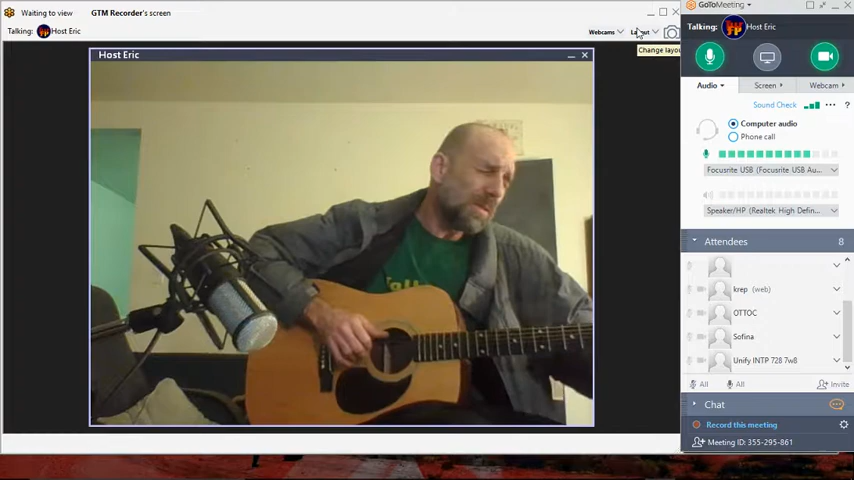 Waiting to view
GTM Recorder's screen
Talking:
Host Eric
Webcams
Layout
Change layou
Host Eric
GoToMeeting
Talking:
Host Eric
Audio
Screen
Webcam
Sound Check
?
Computer audio
Phone call
Focusrite USB (Focusrite USB Au...
Speaker/HP (Realtek High Defin...
Attendees
8
krep (web)
OTTOC
Sofina
Unify INTP 728 7w8
All
All
Invite
Chat
Record this meeting
Meeting ID: 355-295-861